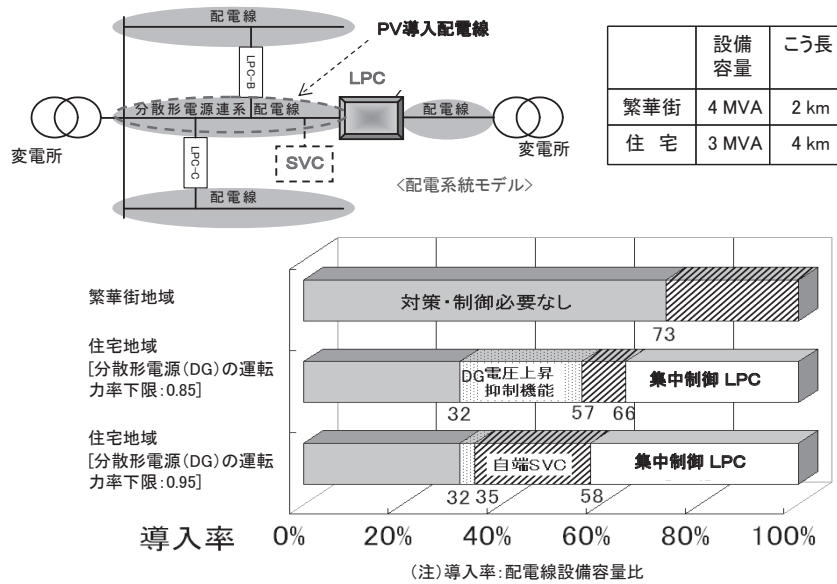 配電線
PV導入配電線
LPC
LPC-B
分散形電源連系 配電線
配電線
変電所
変電所
SVC
LPC-C
配電線
<配電系統モデル>
設備容量 こう長
繁華街 4 MVA 2 km
住 宅 3 MVA 4 km
繁華街地域
対策・制御必要なし
73
住宅地域
[分散形電源(DG)の運転
力率下限:0.85]
DG電圧上昇
抑制機能
集中制御 LPC
32 57 66
住宅地域
[分散形電源(DG)の運転
力率下限:0.95]
自端SVC
集中制御 LPC
32 35 58
導入率 0% 20% 40% 60% 80% 100%
(注)導入率:配電線設備容量比